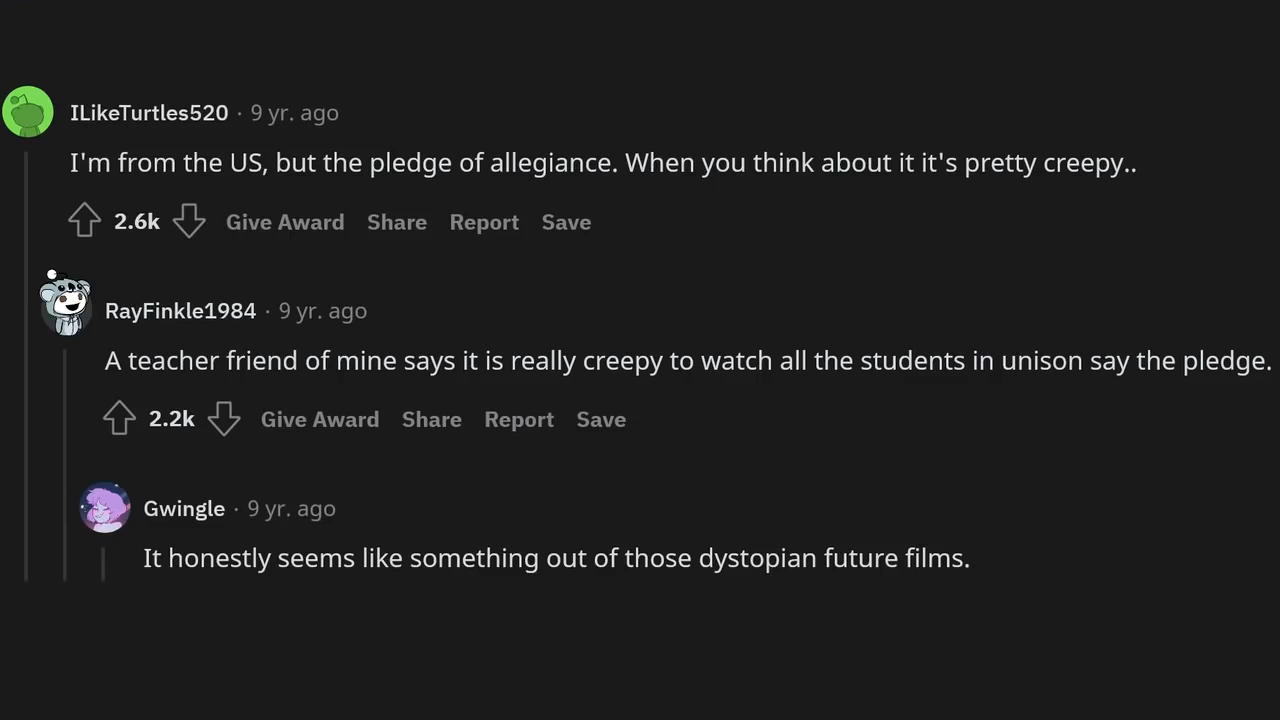 ILikeTurtles520 · 9 yr. ago
I'm from the US, but the pledge of allegiance. When you think about it it's pretty creepy..
2.6k Give Award Share Report Save
RayFinkle1984 · 9 yr. ago
A teacher friend of mine says it is really creepy to watch all the students in unison say the pledge.
2.2k Give Award Share Report Save
Gwingle · 9 yr. ago
It honestly seems like something out of those dystopian future films.